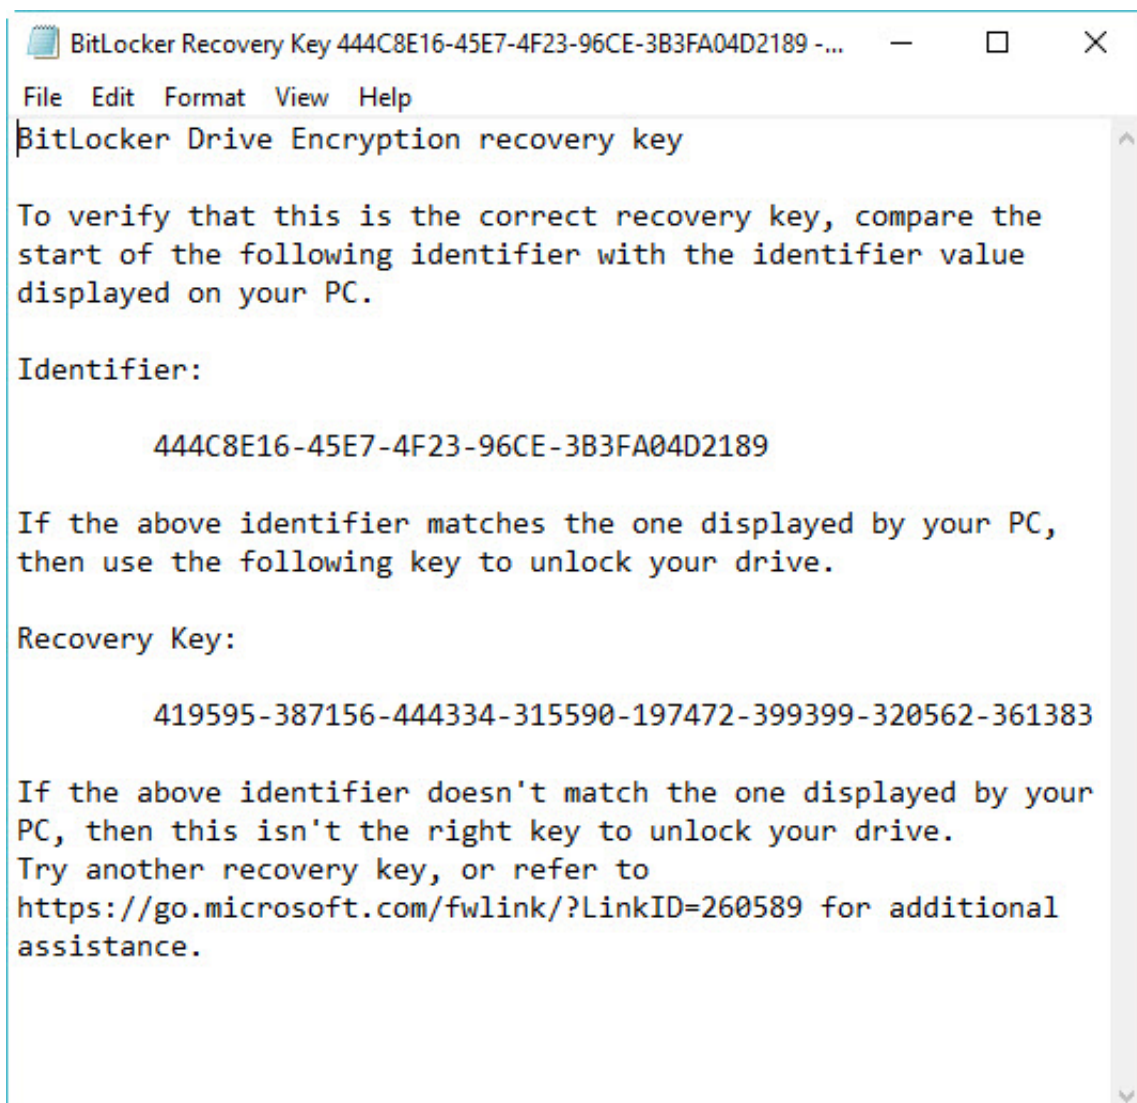 BitLocker Recovery Key 444C8E16-45E7-4F23-96CE-3B3FA04D2189 -...
File Edit Format View Help
BitLocker Drive Encryption recovery key
To verify that this is the correct recovery key, compare the
start of the following identifier with the identifier value
displayed on your PC.
Identifier:
444C8E16-45E7-4F23-96CE-3B3FA04D2189
If the above identifier matches the one displayed by your PC,
then use the following key to unlock your drive.
Recovery Key:
419595-387156-444334-315590-197472-399399-320562-361383
If the above identifier doesn't match the one displayed by your
PC, then this isn't the right key to unlock your drive.
Try another recovery key, or refer to
https://go.microsoft.com/fwlink/?LinkID=260589 for additional
assistance.